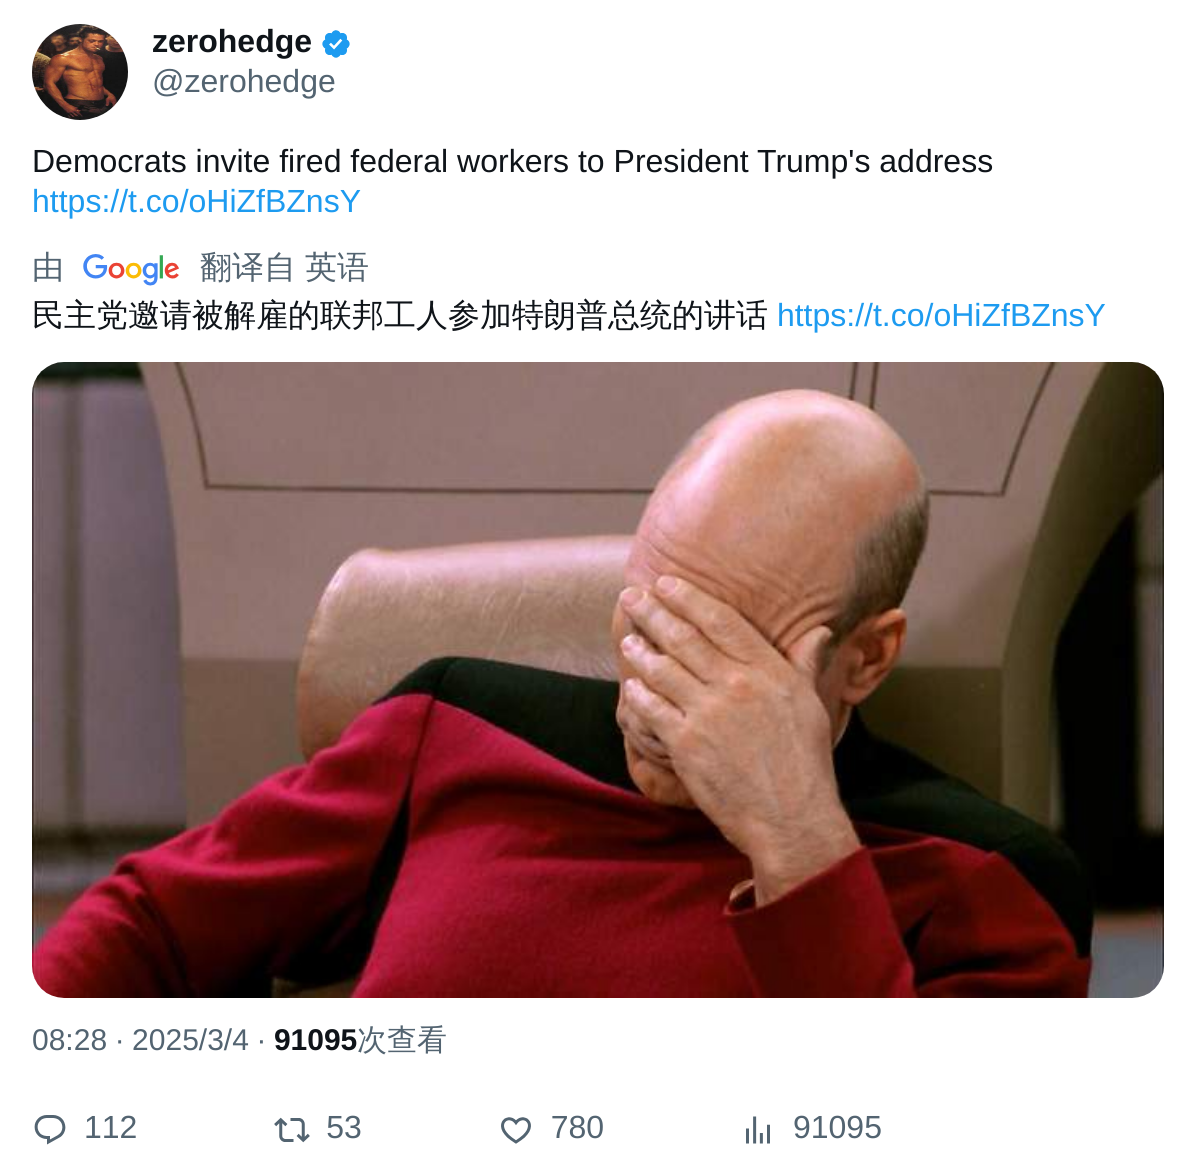 zerohedge
@zerohedge
Democrats invite fired federal workers to President Trump's address
https://t.co/oHiZfBZnsY
由 Google 翻译自 英语
民主党邀请被解雇的联邦工人参加特朗普总统的讲话 https://t.co/oHiZfBZnsY
08:28 · 2025/3/4 · 91095次查看
112 53 780 91095